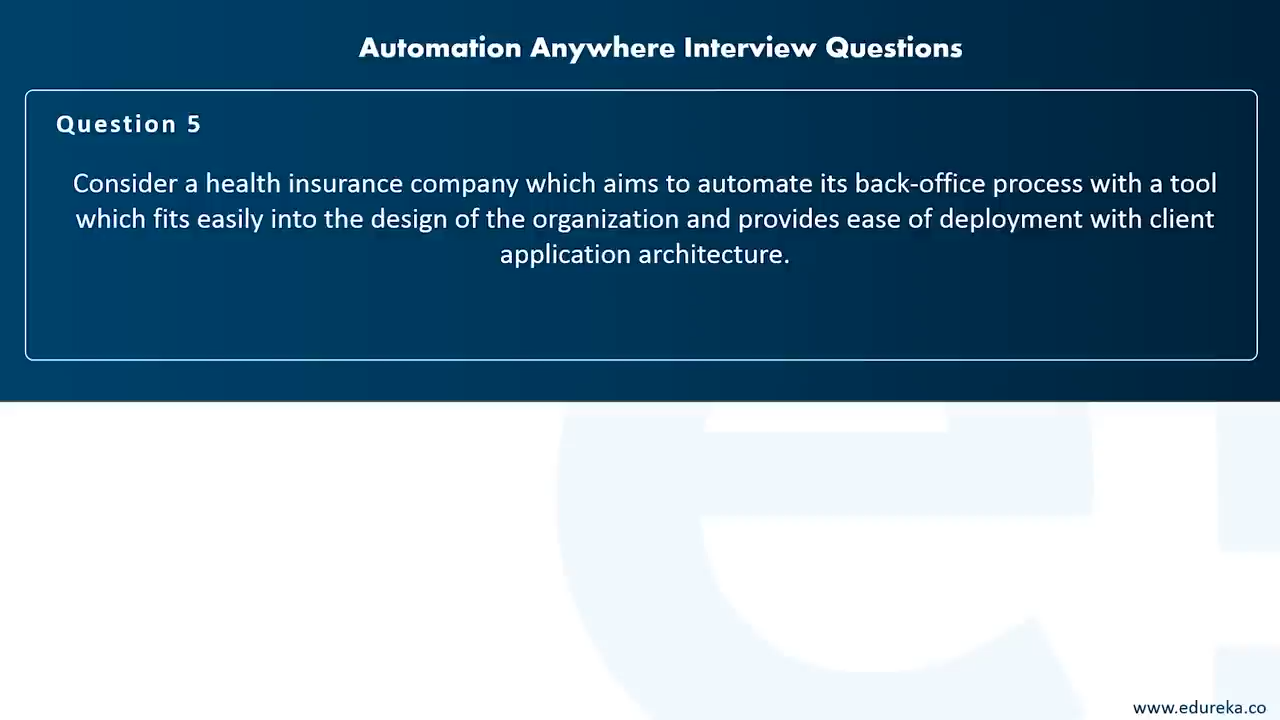 Automation Anywhere Interview Questions
Question 5
Consider a health insurance company which aims to automate its back-office process with a tool
which fits easily into the design of the organization and provides ease of deployment with client
application architecture.
www.edureka.co